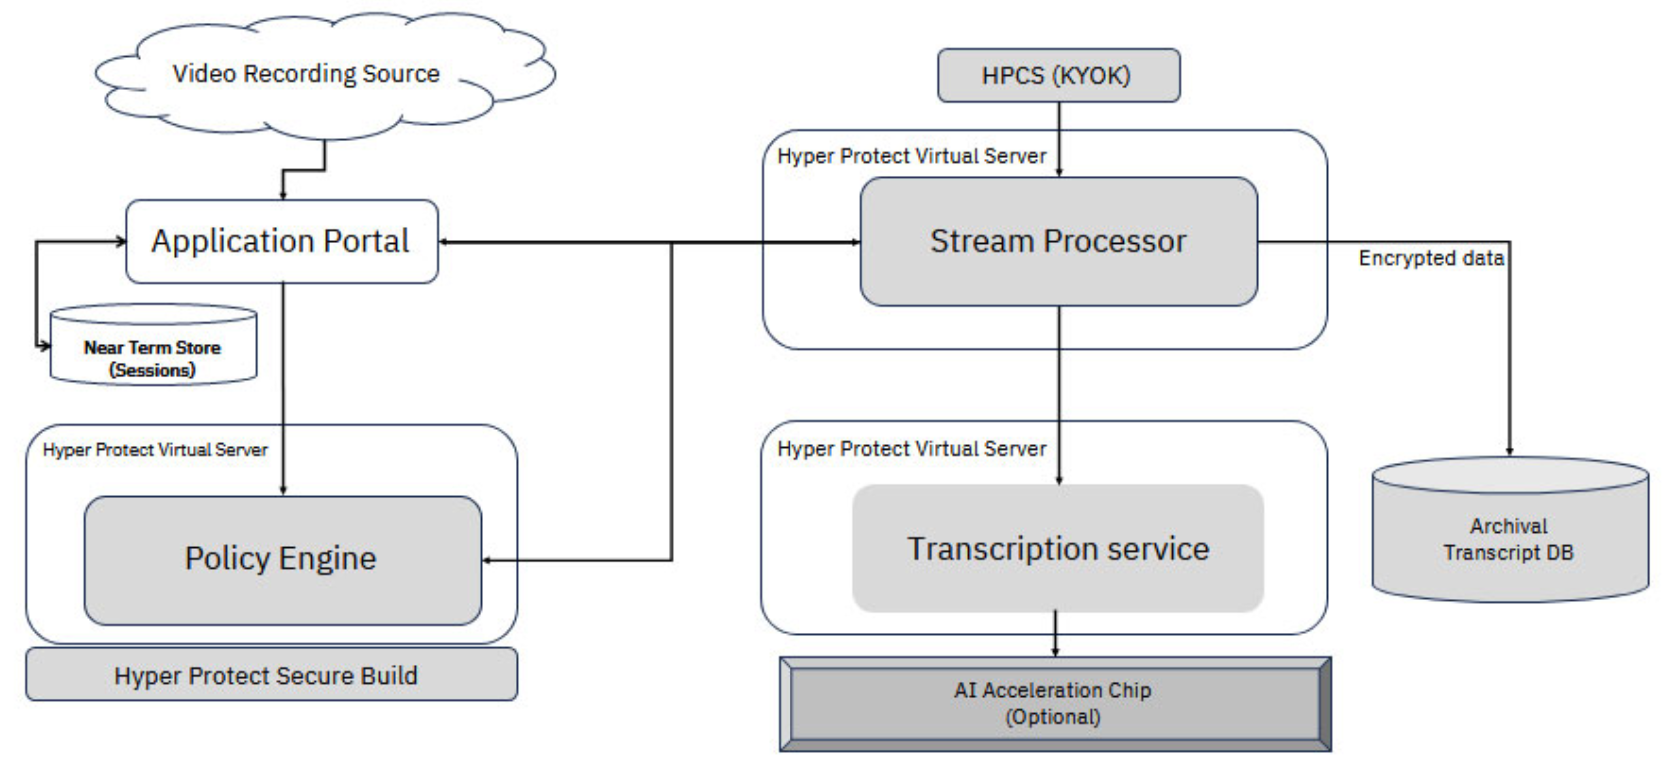 Video Recording Source
HPCS (KYOK)
Hyper Protect Virtual Server
Application Portal
Stream Processor
Encrypted data
Near Term Store
(Sessions)
Hyper Protect Virtual Server
Hyper Protect Virtual Server
Policy Engine
Transcription service
Archival
Transcript DB
Hyper Protect Secure Build
AI Acceleration Chip
(Optional)